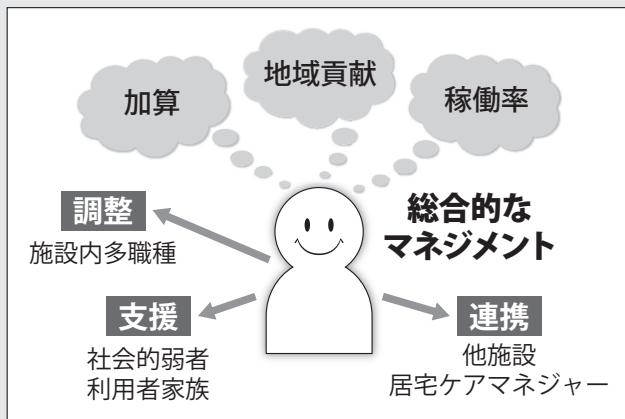 加算
地域貢献
稼働率
総合的な
マネジメント
調整
施設内多職種
支援
社会的弱者
利用者家族
連携
他施設
居宅ケアマネジャー